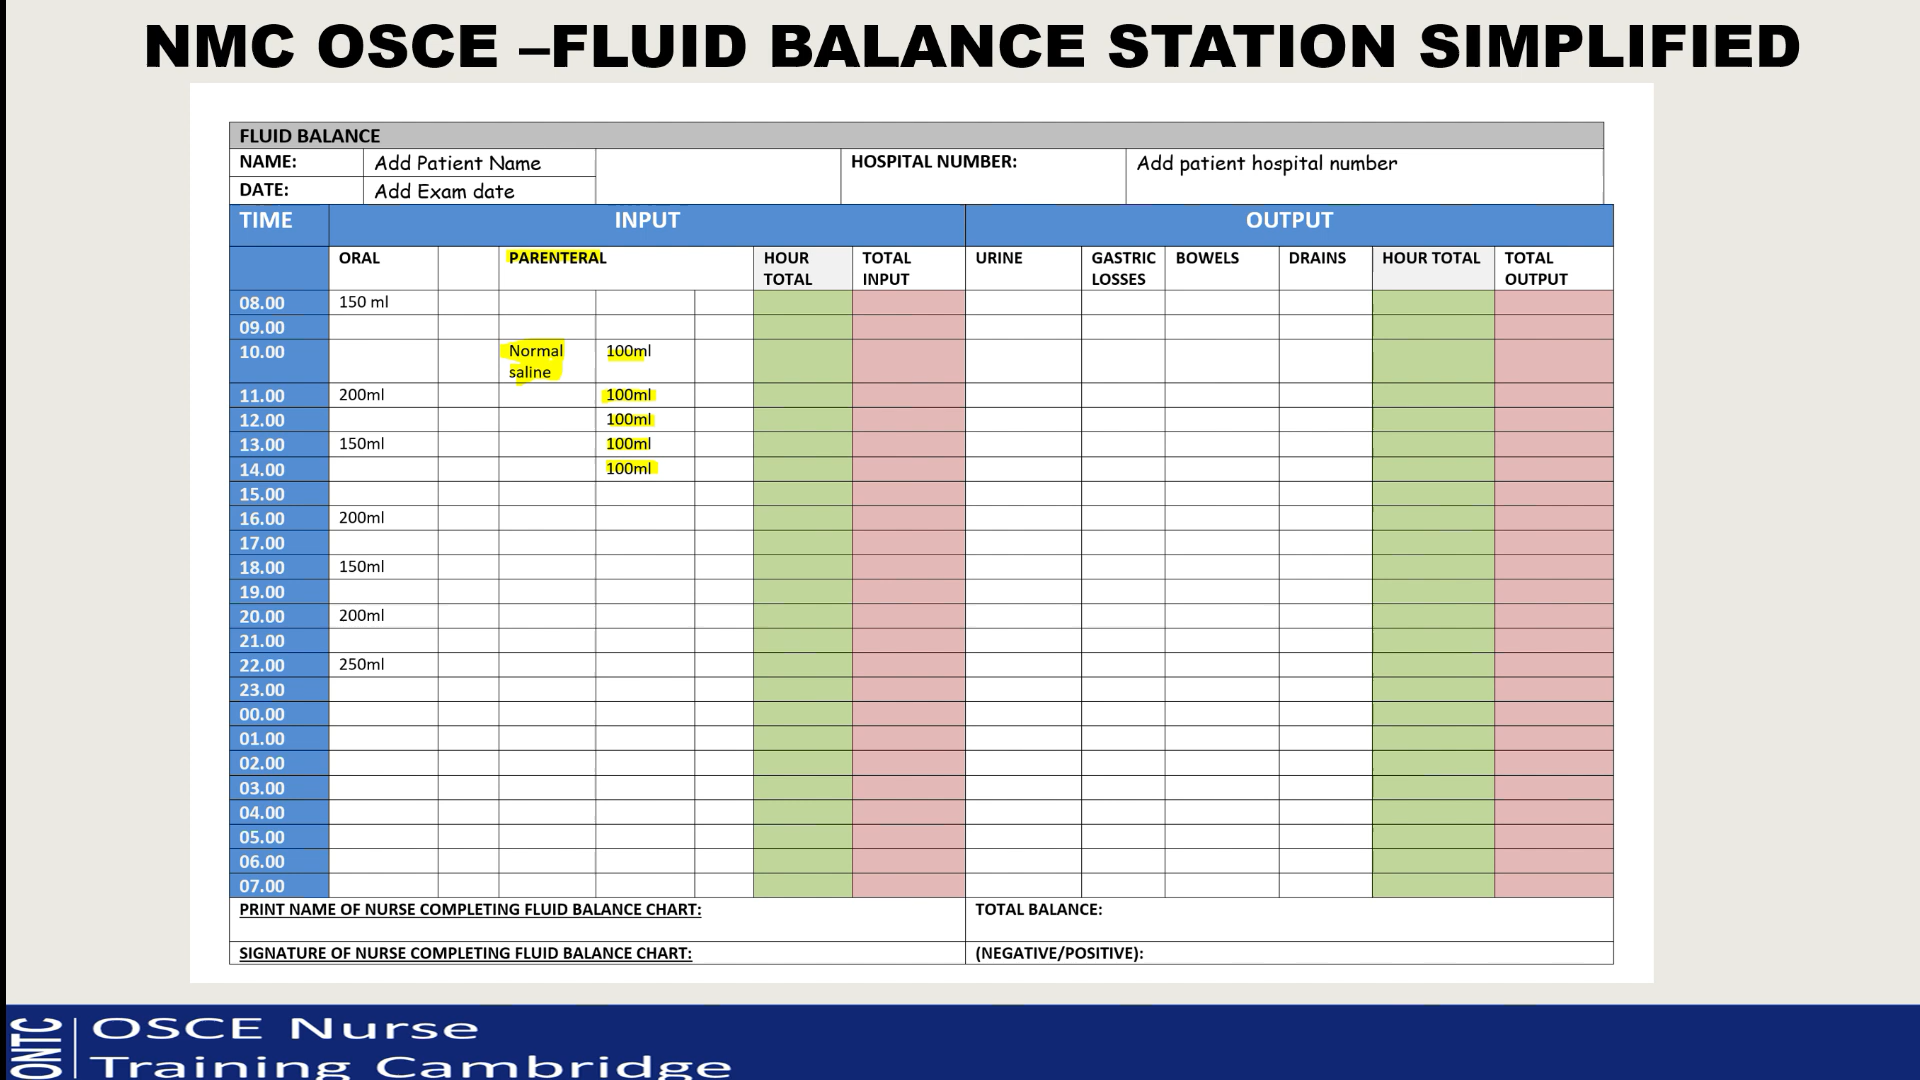 NMC OSCE –FLUID BALANCE STATION SIMPLIFIED
FLUID BALANCE
NAME: Add Patient Name HOSPITAL NUMBER: Add patient hospital number
DATE: Add Exam date
TIME INPUT OUTPUT
ORAL PARENTERAL HOUR TOTAL URINE GASTRIC BOWELS DRAINS HOUR TOTAL TOTAL
TOTAL INPUT LOSSES OUTPUT
08.00 150 ml
09.00
10.00 Normal 100ml
saline
11.00 200ml 100ml
12.00 100ml
13.00 150ml 100ml
14.00 100ml
15.00
16.00 200ml
17.00
18.00 150ml
19.00
20.00 200ml
21.00
22.00 250ml
23.00
00.00
01.00
02.00
03.00
04.00
05.00
06.00
07.00
PRINT NAME OF NURSE COMPLETING FLUID BALANCE CHART: TOTAL BALANCE:
SIGNATURE OF NURSE COMPLETING FLUID BALANCE CHART: (NEGATIVE/POSITIVE):
ONTC
OSCE Nurse
Training Cambridge